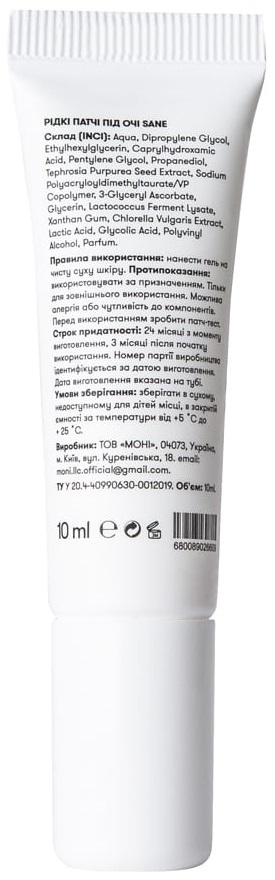 РІДКІ ПАТЧІ ПІД ОЧІ SANE
Склад (INCI): Aqua, Dipropylene Glycol,
Ethylhexylglycerin, Caprylhydroxamic
Acid, Pentylene Glycol, Propanediol,
Tephrosia Purpurea Seed Extract, Sodium
Polyacryloyldimethyltaurate/VP
Copolymer, 3-Glyceryl Ascorbate,
Glycerin, Lactococcus Ferment Lysate,
Xanthan Gum, Chlorella Vulgaris Extract,
Lactic Acid, Glycolic Acid, Polyvinyl
Alcohol, Parfum.
Правила використання: нанести гель на
чисту суху шкіру. Протипоказання:
використовувати за призначенням. Тільки
для зовнішнього використання. Можлива
алергія або чутливість до компонентів.
Перед використанням зробити патч-тест.
Строк придатності: 24 місяці з моменту
виготовлення, 3 місяці після початку
використання. Номер партії виробництва
ідентифікується за датою виготовлення.
Дата виготовлення вказана на тубі.
Умови зберігання: зберігати в сухому,
недоступному для дітей місці, в закритій
ємності за температури від +5 °C до
+ 25 °C.
Виробник: ТОВ «МОНІ», 04073, Україна,
м. Київ, вул. Куренівська, 18. email:
moni.llc.official@gmail.com
ТУ У 20.4-40990630-0012019. Об'єм: 10ml.
10 ml e